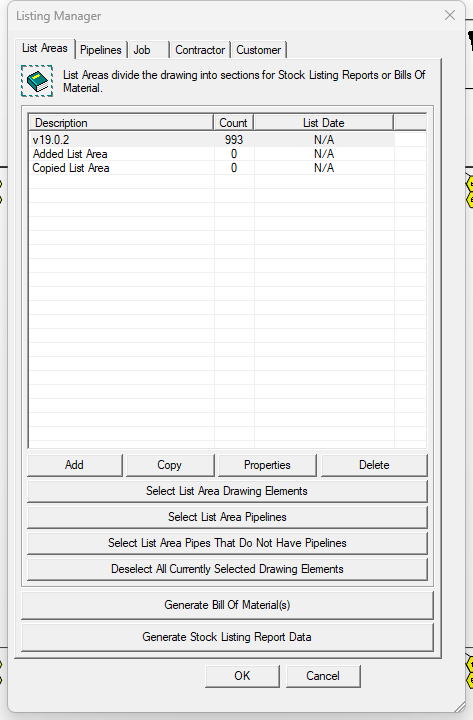 Listing Manager
List Areas Pipelines Job Contractor Customer
List Areas divide the drawing into sections for Stock Listing Reports or Bills Of
Material.
Description Count List Date
v19.0.2 993 N/A
Added List Area 0 N/A
Copied List Area 0 N/A
Add Copy Properties Delete
Select List Area Drawing Elements
Select List Area Pipelines
Select List Area Pipes That Do Not Have Pipelines
Deselect All Currently Selected Drawing Elements
Generate Bill Of Material(s)
Generate Stock Listing Report Data
OK Cancel